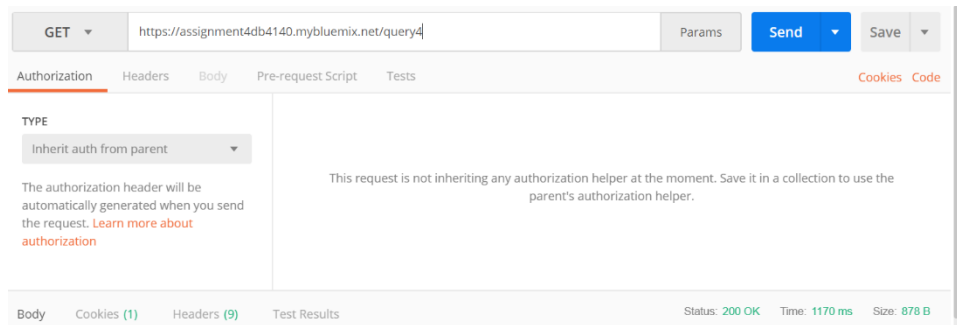 GET https://assignment4db4140.mybluemix.net/query4 Params Send Save
Authorization Headers Body Pre-request Script Tests Cookies Code
TYPE
Inherit auth from parent
The authorization header will be
automatically generated when you send
the request. Learn more about
authorization
This request is not inheriting any authorization helper at the moment. Save it in a collection to use the
parent's authorization helper.
Body Cookies (1) Headers (9) Test Results Status: 200 OK Time: 1170 ms Size: 878 B